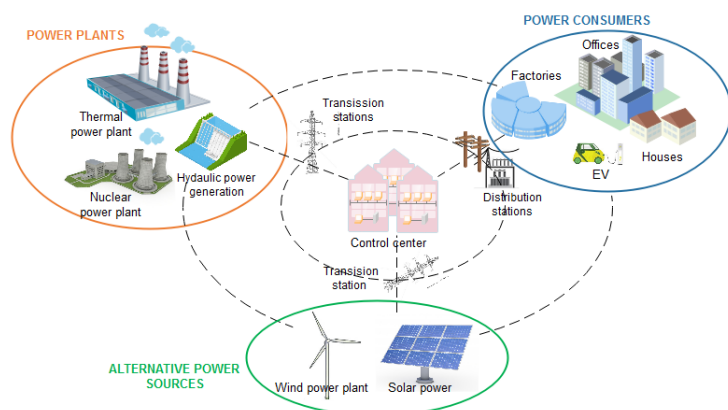 POWER PLANTS
POWER CONSUMERS
Offices
Factories
Thermal
power plant
Transission
stations
Hydaulic power
generation
Nuclear
power plant
EV
Houses
Distribution
stations
Control center
Transision
station
ALTERNATIVE POWER
SOURCES
Wind power plant
Solar power